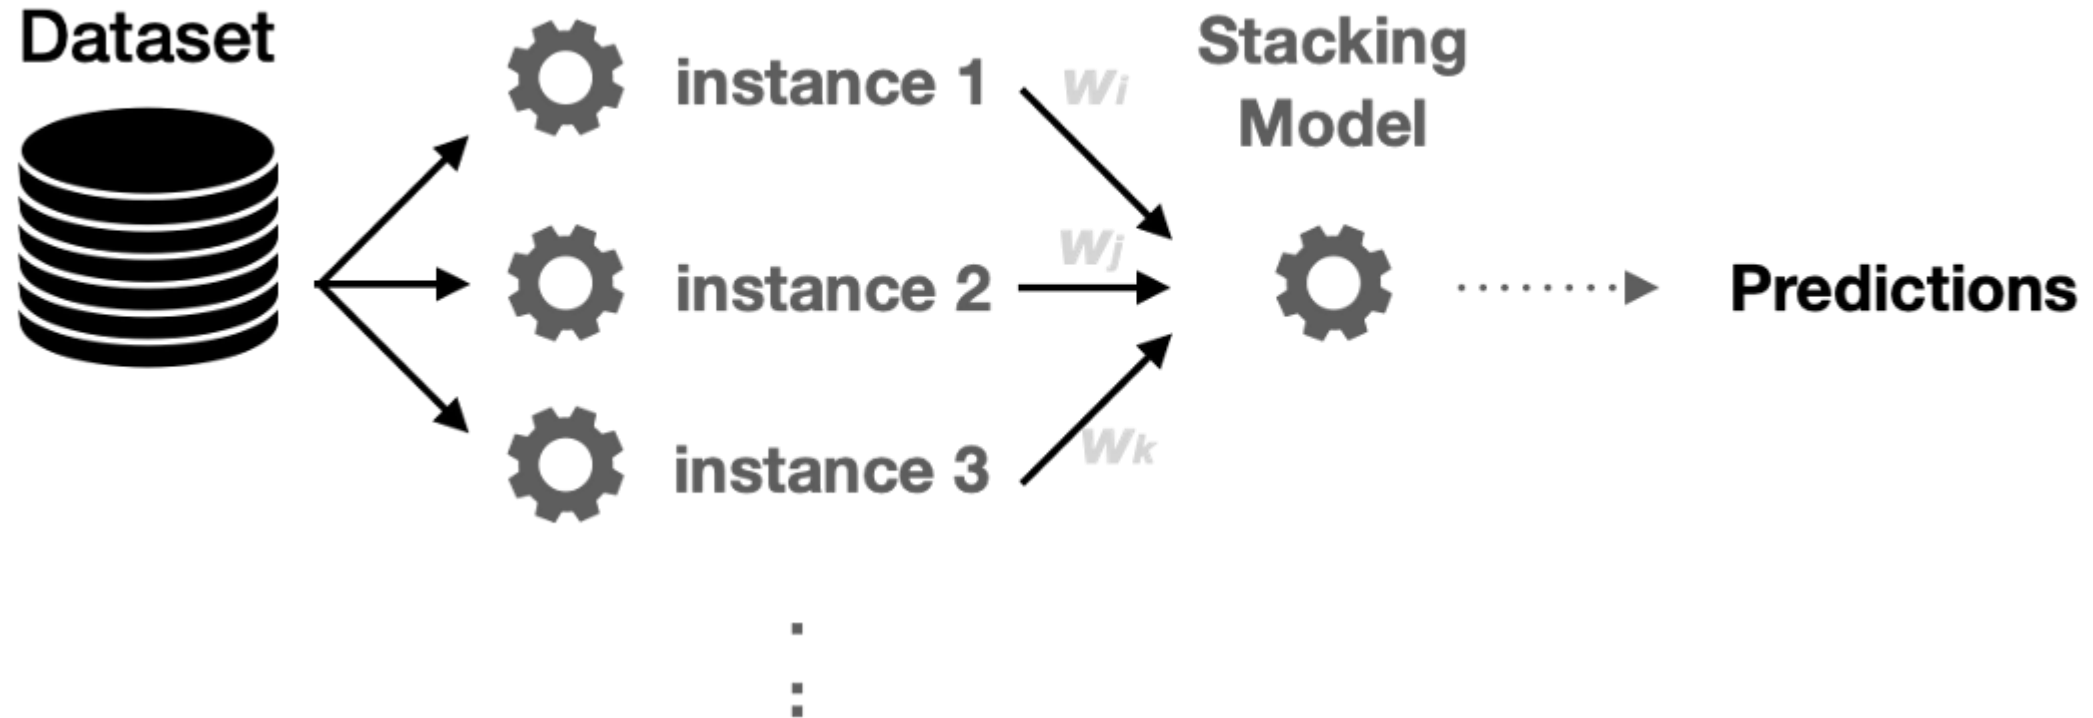 Dataset
instance 1
wi
Stacking
Model
instance 2
wj
Predictions
instance 3
wk